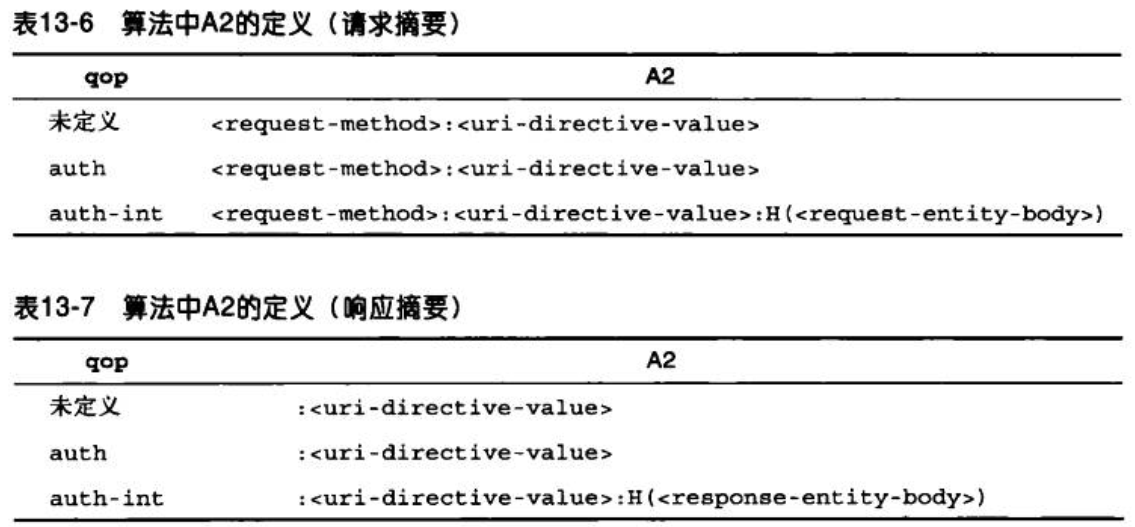 表13-6 算法中A2的定义（请求摘要）
qop A2
未定义 <request-method>:<uri-directive-value>
auth <request-method>:<uri-directive-value>
auth-int <request-method>:<uri-directive-value>:H(<request-entity-body>)
表13-7 算法中A2的定义（响应摘要）
qop A2
未定义 :<uri-directive-value>
auth :<uri-directive-value>
auth-int :<uri-directive-value>:H(<response-entity-body>)